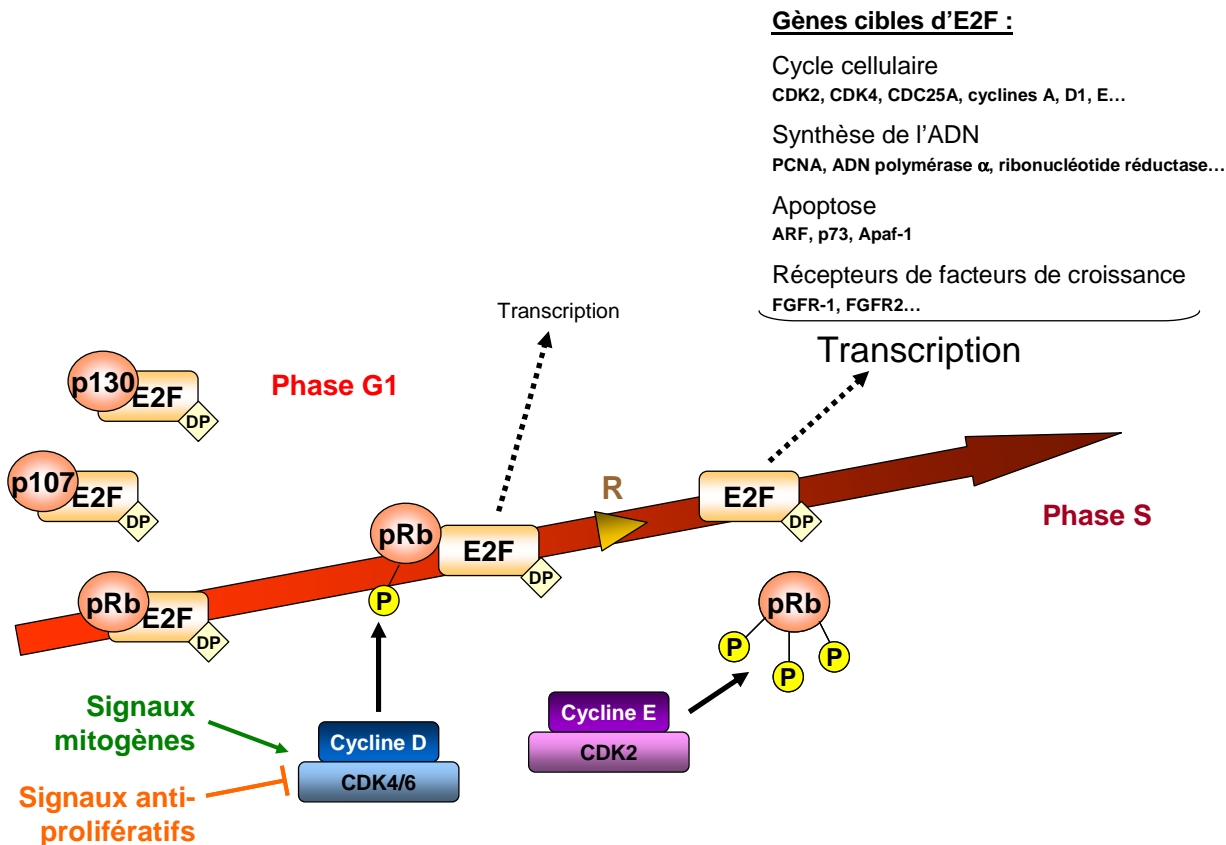 Gènes cibles d’E2F :
Cycle cellulaire
CDK2, CDK4, CDC25A, cyclines A, D1, E…
Synthèse de l’ADN
PCNA, ADN polymérase α, ribonucléotide réductase…
Apoptose
ARF, p73, Apaf-1
Récepteurs de facteurs de croissance
FGFR-1, FGFR2…
Transcription
Transcription
p130
E2F
DP
Phase G1
p107
E2F
DP
R
E2F
DP
Phase S
pRb
E2F
DP
P
pRb
E2F
DP
pRb
P
P
P
Signaux
mitogènes
Cycline D
CDK4/6
Cycline E
CDK2
Signaux anti-
prolifératifs